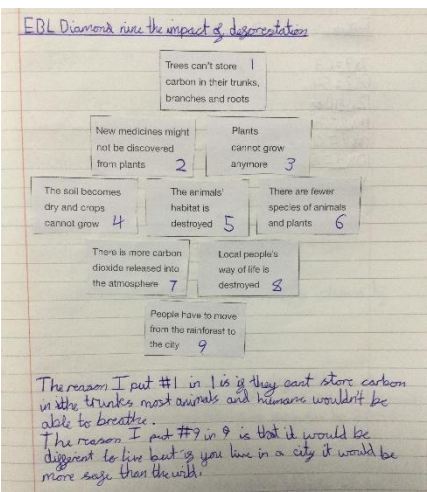 EBL Diamond nine the impact of deforestation
Trees can't store 1
carbon in their trunks,
branches and roots
New medicines might
not be discovered
from plants 2
Plants
cannot grow
anymore 3
The soil becomes
dry and crops
cannot grow 4
The animals'
habitat is
destroyed 5
There are fewer
species of animals
and plants 6
There is more carbon
dioxide released into
the atmosphere 7
Local people's
way of life is
destroyed 8
People have to move
from the rainforest to
the city 9
The reason I put #1 in 1 is if they cant store carbon
in the trunks most animals and humans wouldn't be
able to breathe.
The reason I put #9 in 9 is that it would be
different to live but if you live in a city it would be
more safe than the wild.